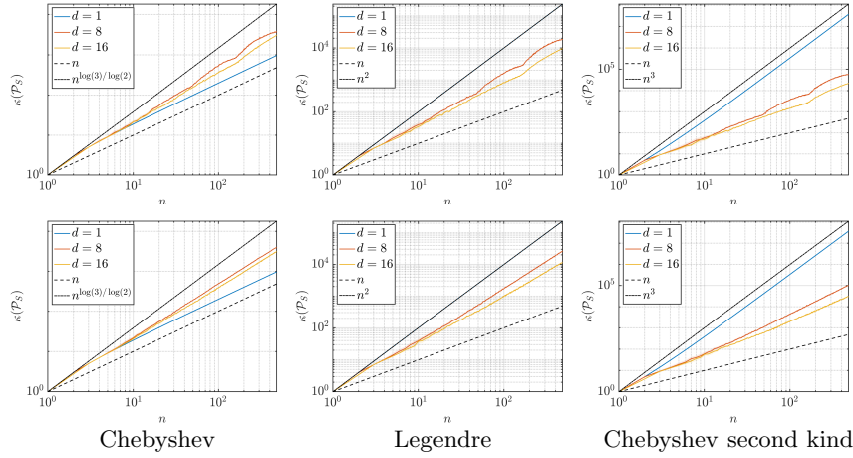 d = 1
d = 8
d = 16
n
n^{log(3)/log(2)}
κ(𝒫_S)
10^0
10^0 10^1 10^2
n
d = 1
d = 8
d = 16
n
n^2
κ(𝒫_S)
10^4
10^2
10^0
10^0 10^1 10^2
n
d = 1
d = 8
d = 16
n
n^3
κ(𝒫_S)
10^5
10^0
10^0 10^1 10^2
n
d = 1
d = 8
d = 16
n
n^{log(3)/log(2)}
κ(𝒫_S)
10^0
10^0 10^1 10^2
n
Chebyshev
d = 1
d = 8
d = 16
n
n^2
κ(𝒫_S)
10^4
10^2
10^0
10^0 10^1 10^2
n
Legendre
d = 1
d = 8
d = 16
n
n^3
κ(𝒫_S)
10^5
10^0
10^0 10^1 10^2
n
Chebyshev second kind